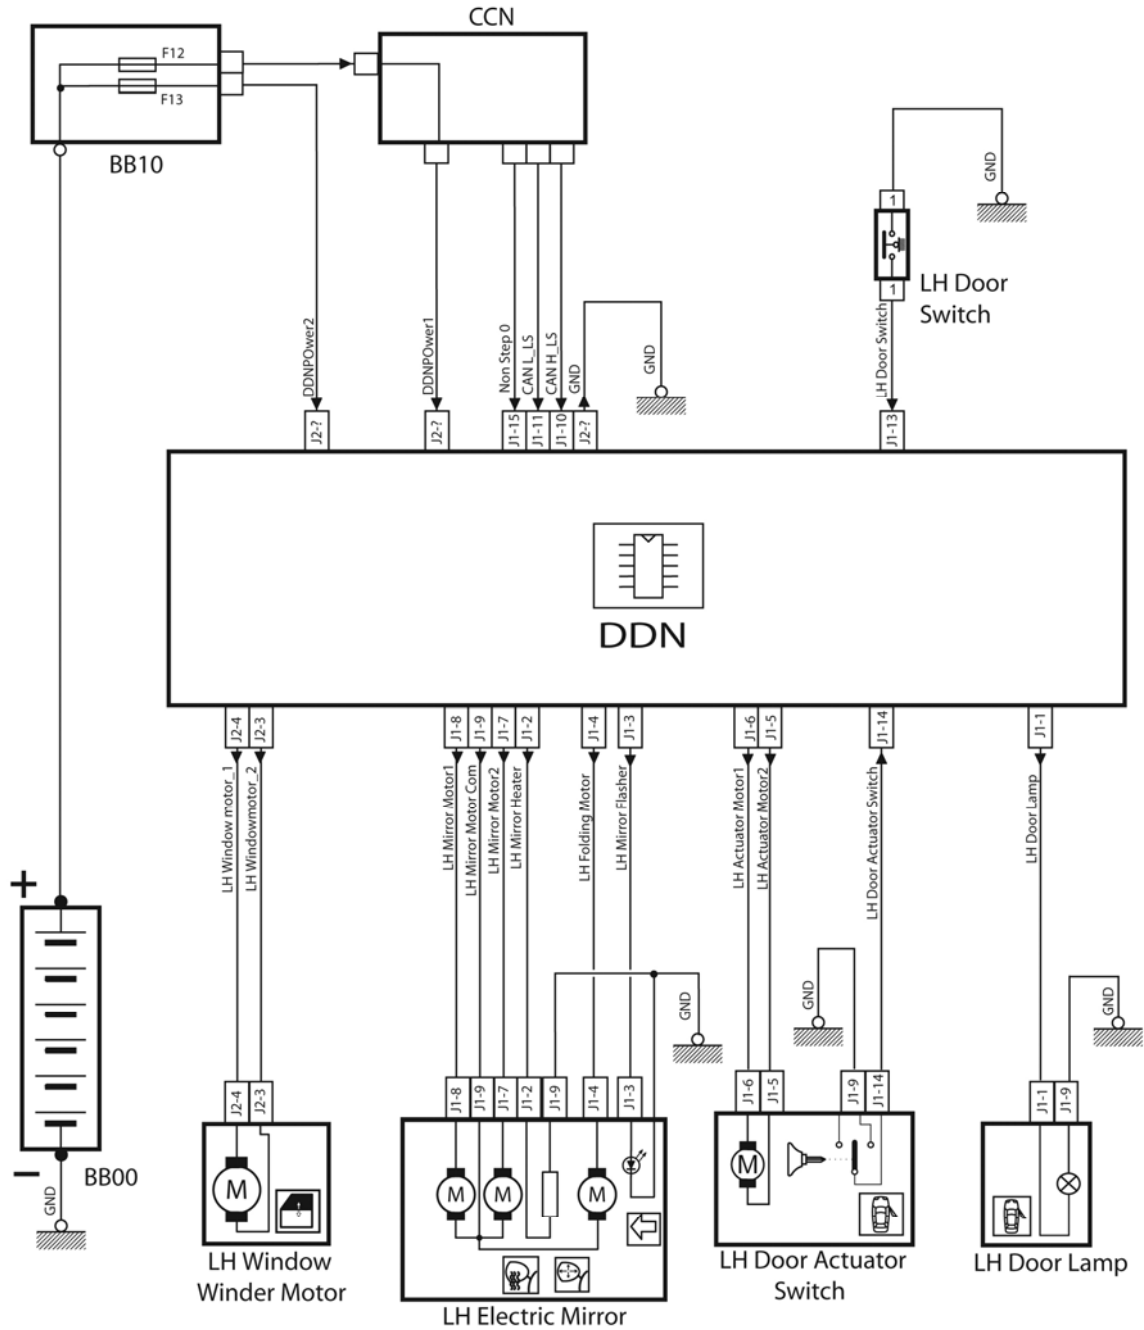 CCN
F12
F13
BB10
GND
1
1
LH Door
Switch
LH Door Switch
DDNPOwer2
DDNPOwer1
Non Step 0
CAN L_LS
CAN H_LS
GND
GND
J2-?
J2-?
J1-15
J1-11
J1-10
J2-?
J1-13
DDN
J2-4
J2-3
J1-8
J1-9
J1-7
J1-2
J1-4
J1-3
J1-6
J1-5
J1-14
J1-1
LH Window motor_1
LH Windowmotor_2
LH Mirror Motor1
LH Mirror Motor Com
LH Mirror Motor2
LH Mirror Heater
LH Folding Motor
LH Mirror Flasher
LH Actuator Motor1
LH Actuator Motor2
LH Door Actuator Switch
LH Door Lamp
+
GND
GND
GND
J2-4
J2-3
J1-8
J1-9
J1-7
J1-2
J1-9
J1-4
J1-3
J1-6
J1-5
J1-9
J1-14
J1-1
J1-9
–
BB00
GND
M
M
M
M
M
LH Window
Winder Motor
LH Electric Mirror
LH Door Actuator
Switch
LH Door Lamp